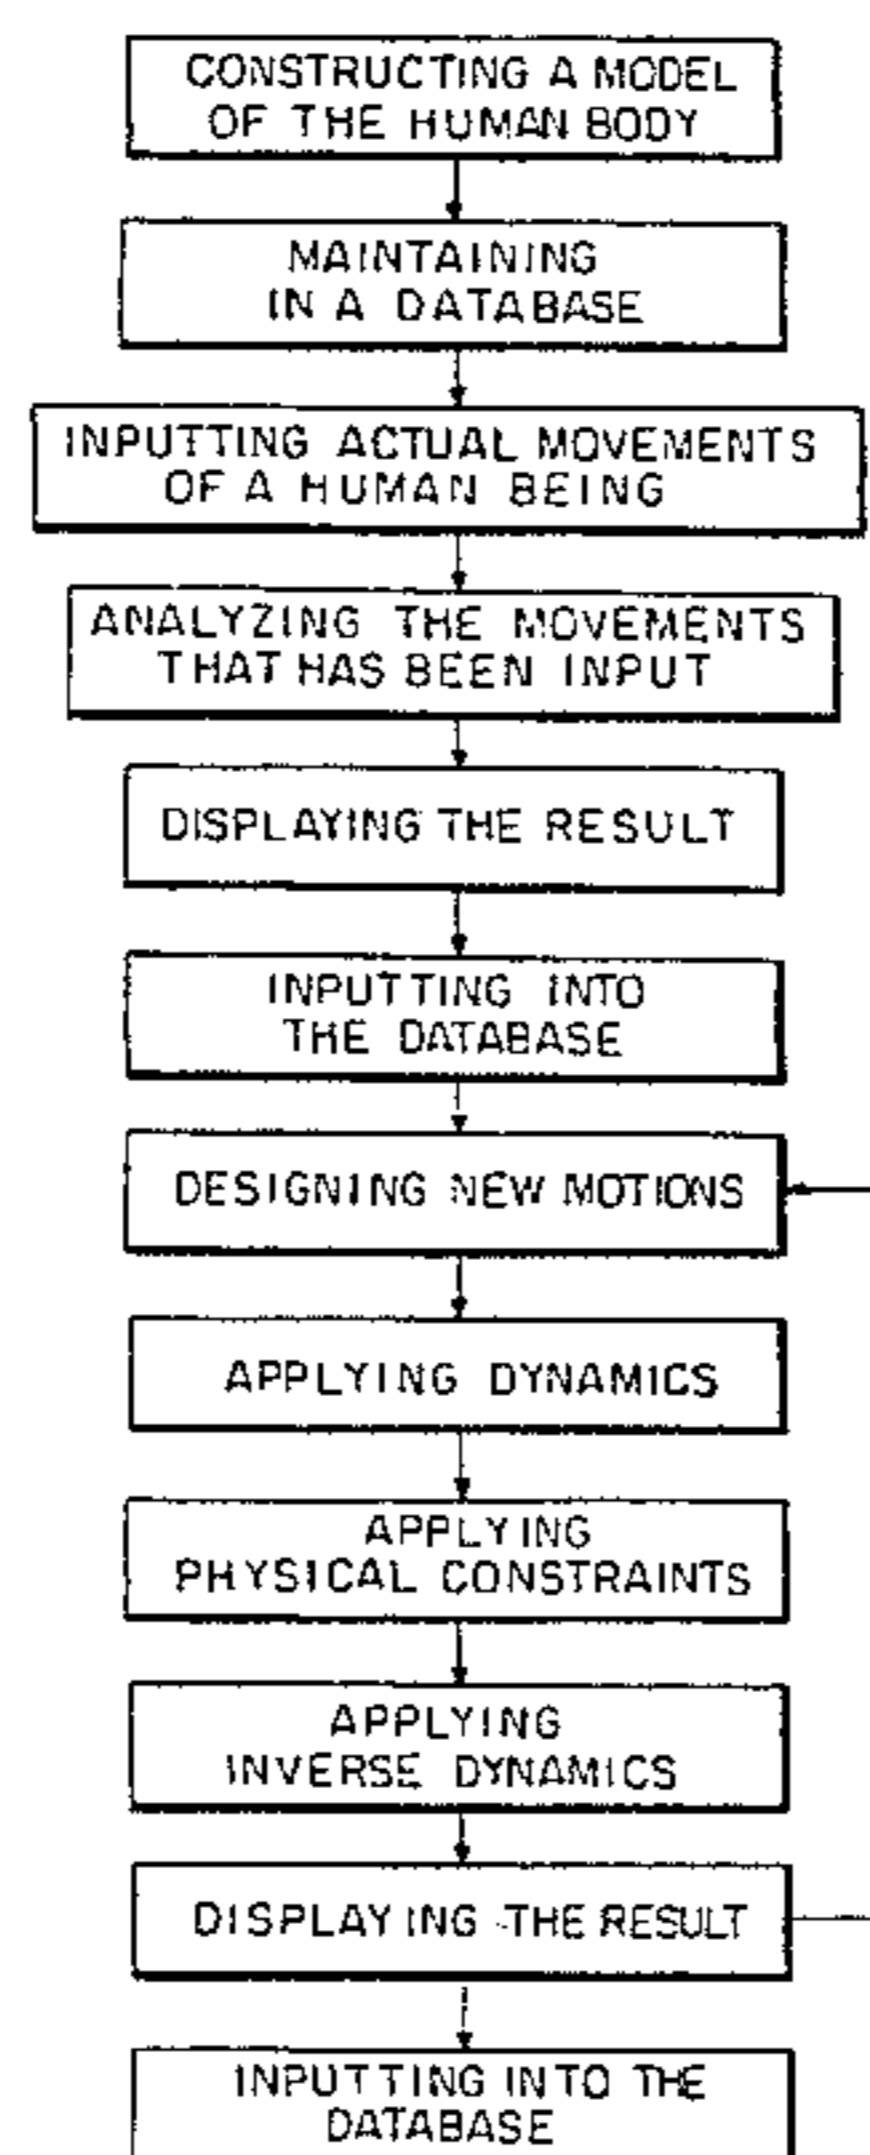 CONSTRUCTING A MODEL
OF THE HUMAN BODY
MAINTAINING
IN A DATABASE
INPUTTING ACTUAL MOVEMENTS
OF A HUMAN BEING
ANALYZING THE MOVEMENTS
THAT HAS BEEN INPUT
DISPLAYING THE RESULT
INPUTTING INTO
THE DATABASE
DESIGNING NEW MOTIONS
APPLYING DYNAMICS
APPLYING
PHYSICAL CONSTRAINTS
APPLYING
INVERSE DYNAMICS
DISPLAYING THE RESULT
INPUTTING INTO THE
DATABASE